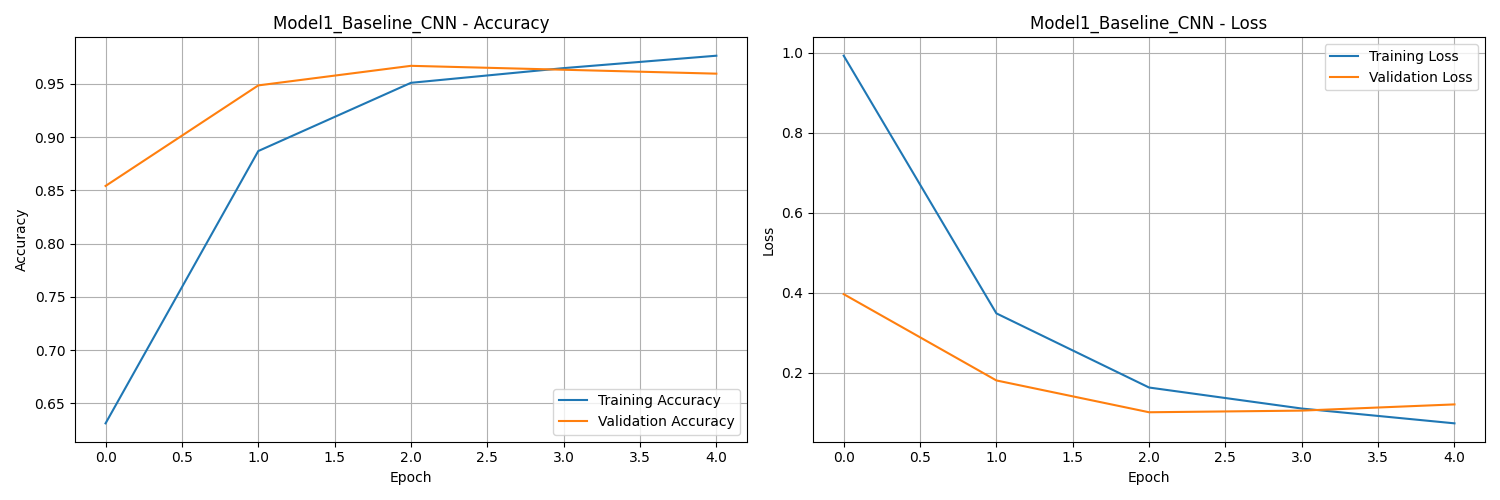 Model1_Baseline_CNN - Accuracy
Accuracy
0.95
0.90
0.85
0.80
0.75
0.70
0.65
0.0 0.5 1.0 1.5 2.0 2.5 3.0 3.5 4.0
Epoch
Training Accuracy
Validation Accuracy
Model1_Baseline_CNN - Loss
Loss
1.0
0.8
0.6
0.4
0.2
0.0 0.5 1.0 1.5 2.0 2.5 3.0 3.5 4.0
Epoch
Training Loss
Validation Loss